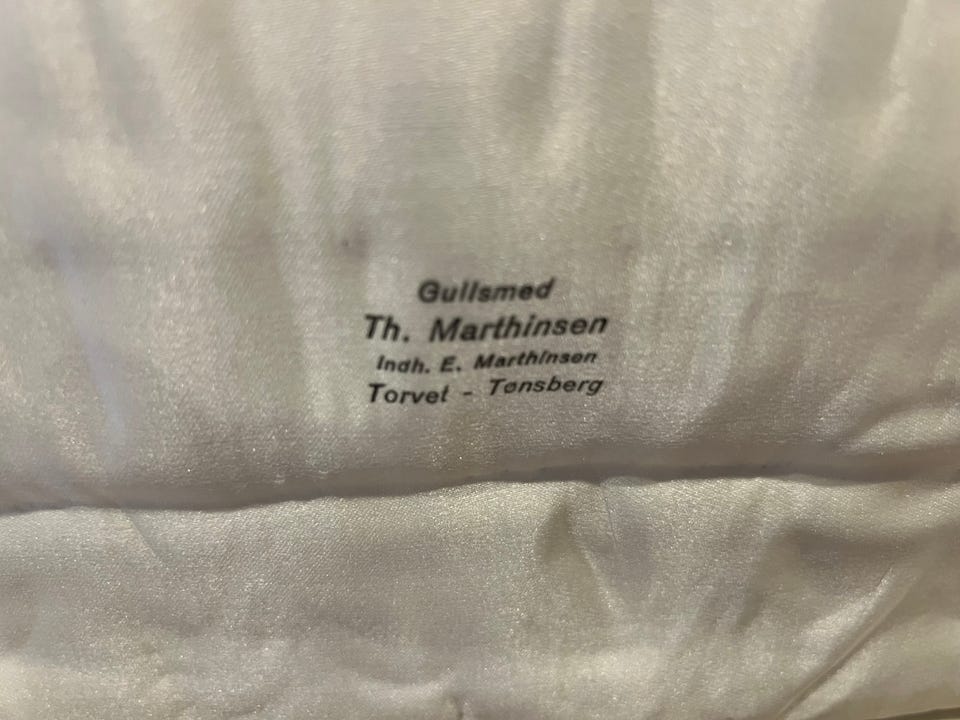 Gullsmed
Th. Marthinsen
Indh. E. Marthinsen
Torvet - Tønsberg